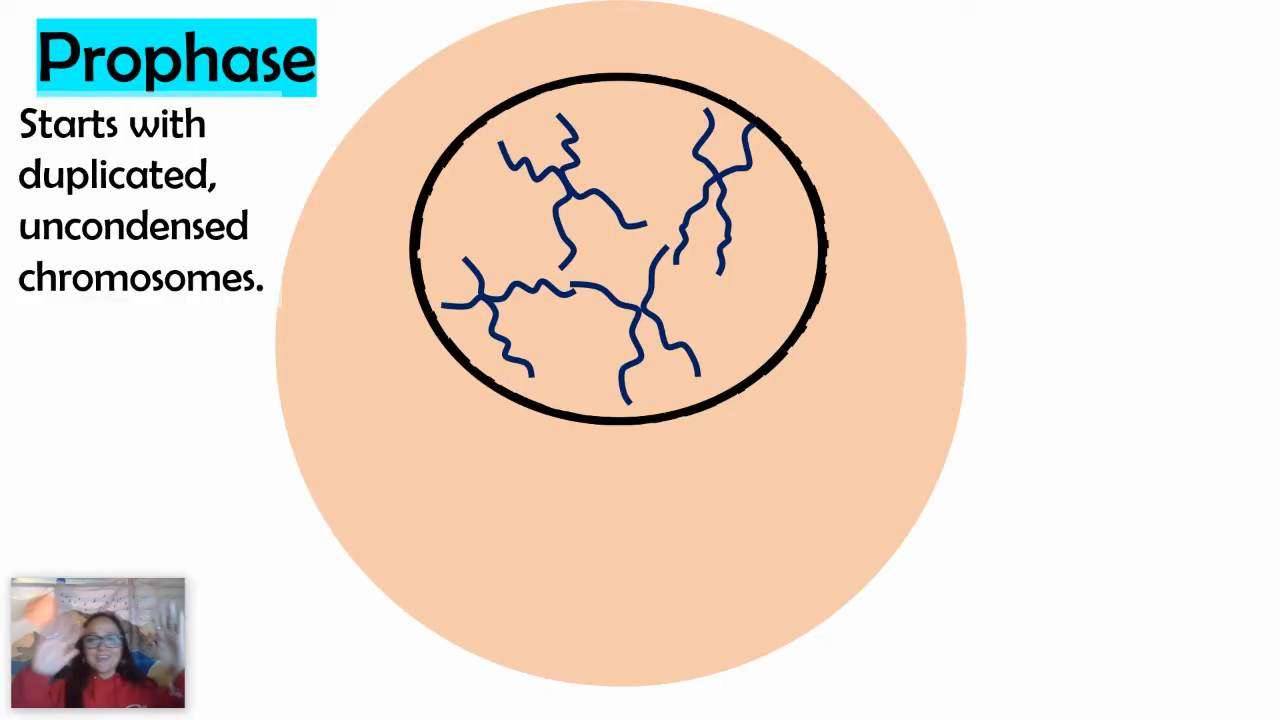 Prophase
Starts with
duplicated,
uncondensed
chromosomes.